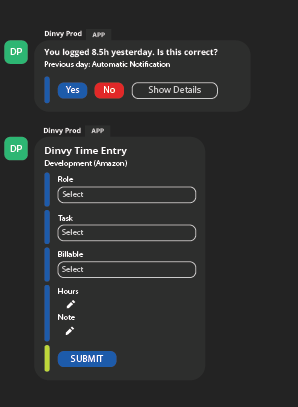 Dinvy Prod APP
DP
You logged 8.5h yesterday. Is this correct?
Previous day: Automatic Notification
Yes No Show Details
Dinvy Prod APP
DP
Dinvy Time Entry
Development (Amazon)
Role
Select
Task
Select
Billable
Select
Hours
Note
SUBMIT